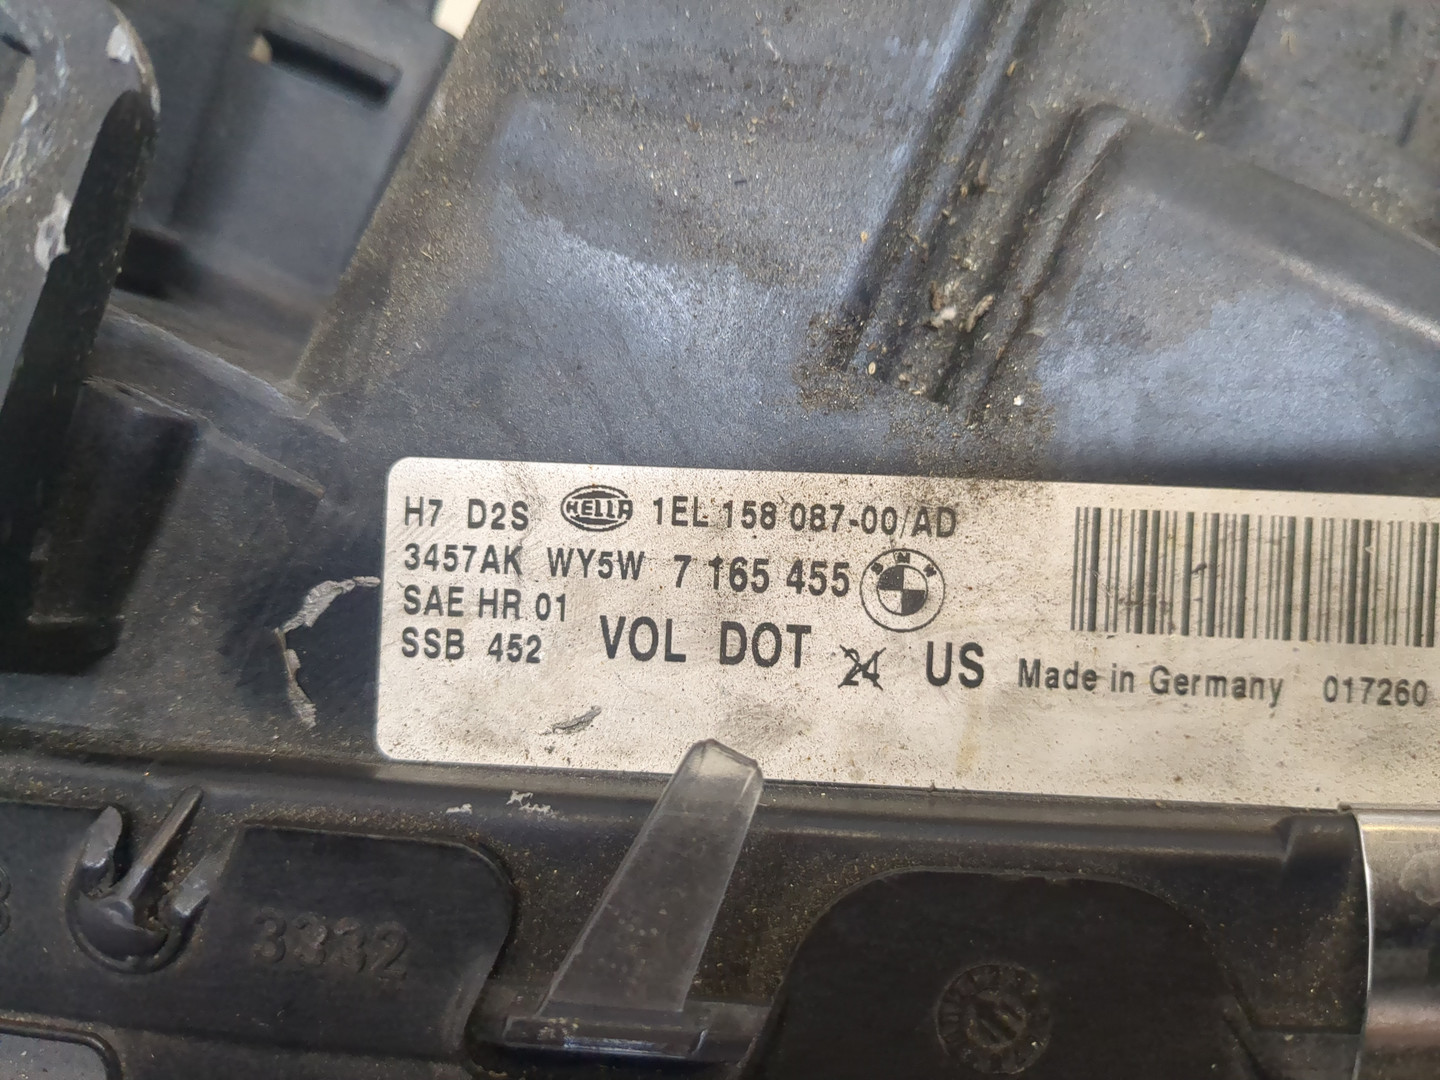 H7 D2S HELLA 1EL 158 087-00/AD
3457AK WY5W 7 165 455 BMW
SAE HR 01
SSB 452 VOL DOT 24 US Made in Germany 017260
3332